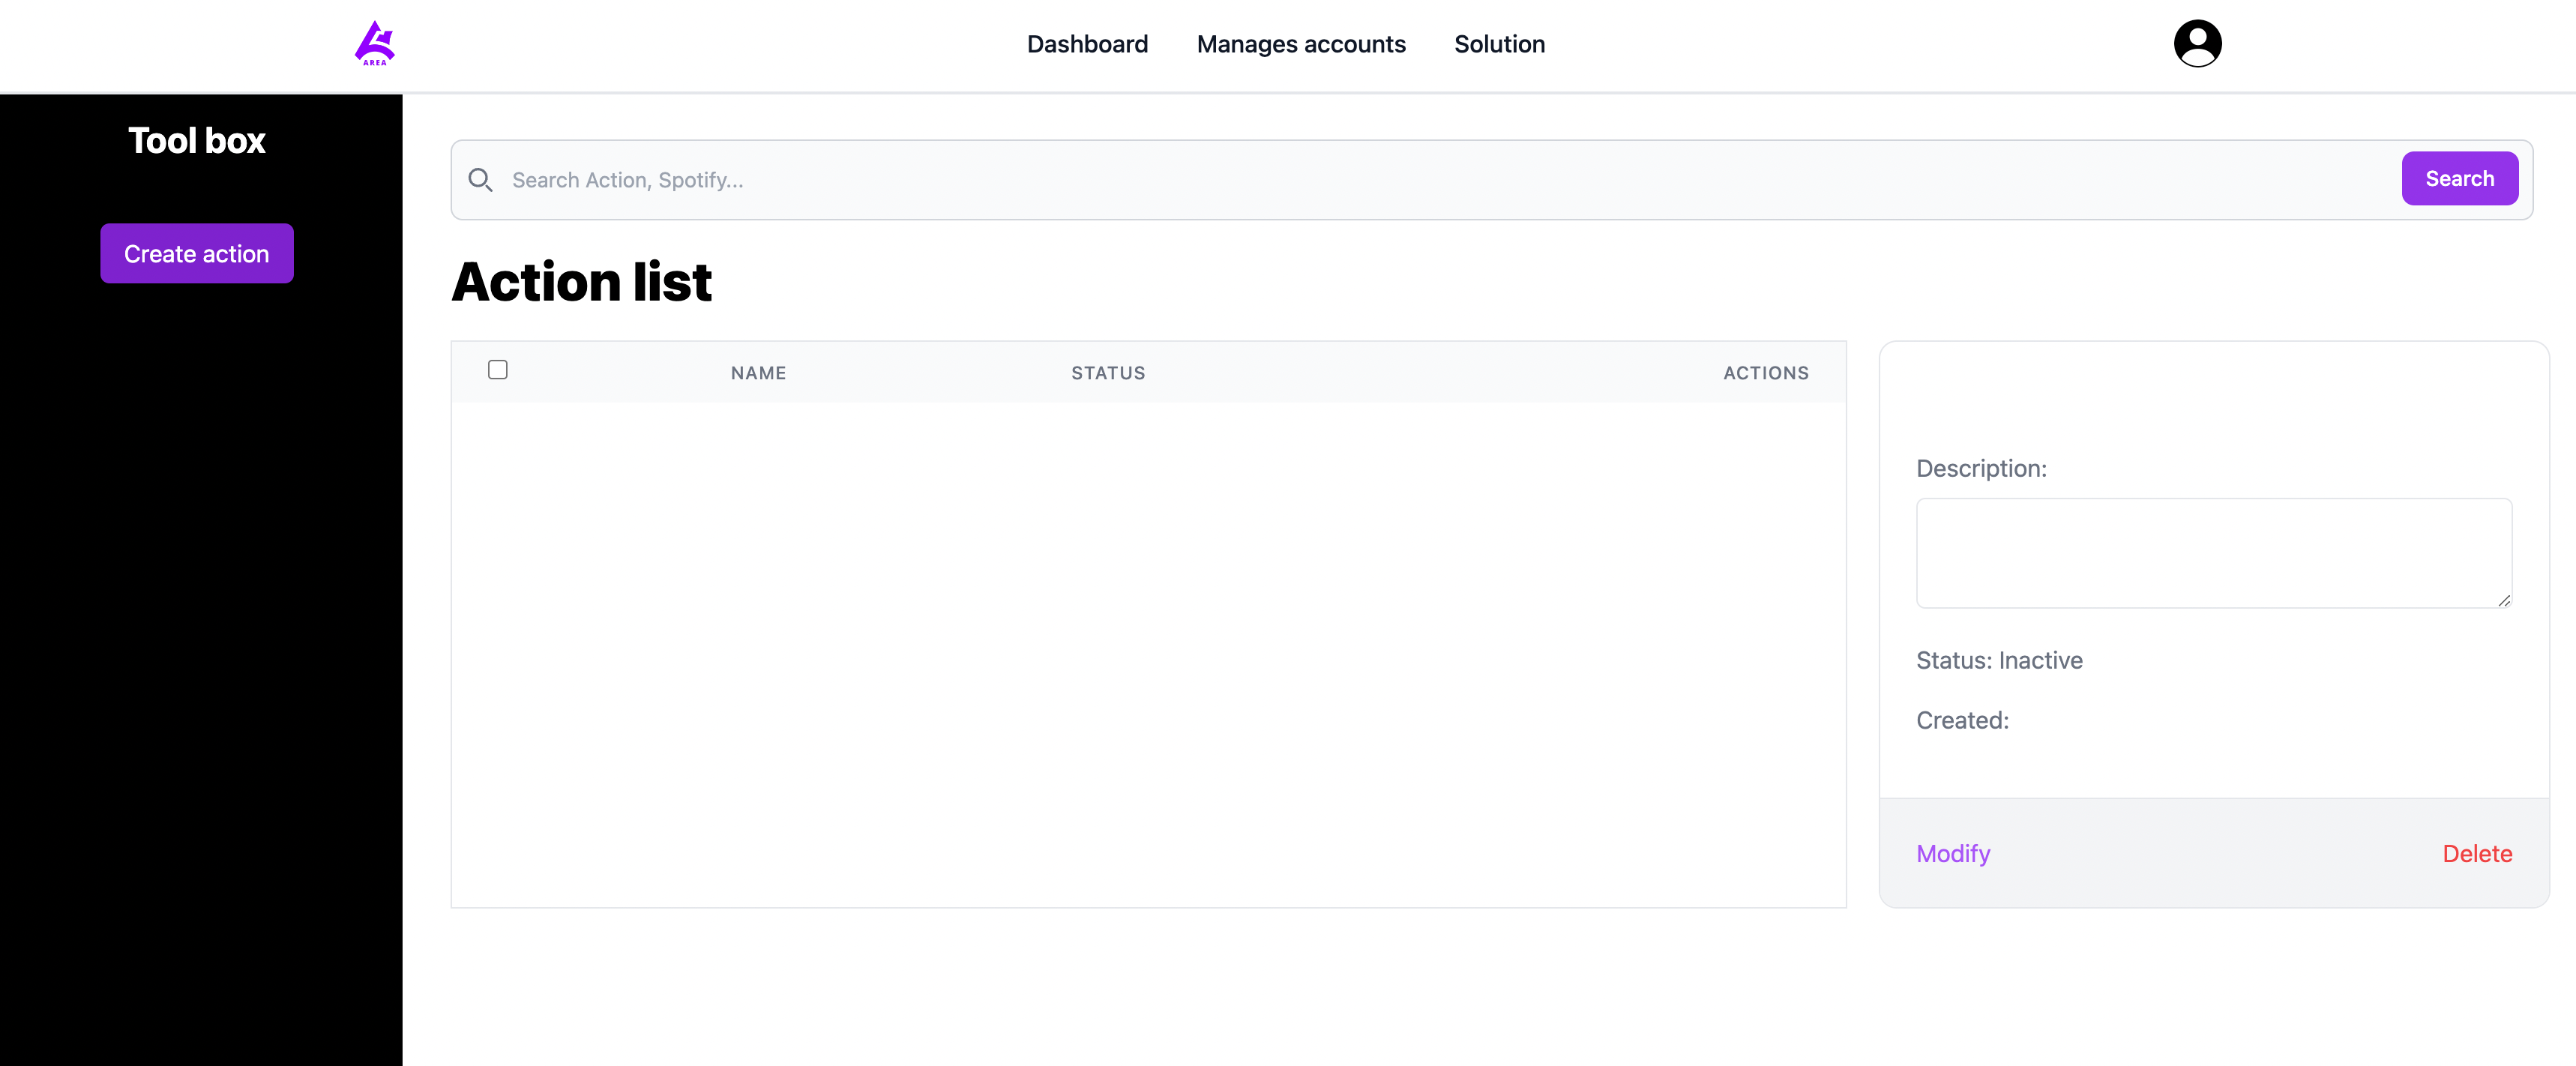 AREA
Dashboard Manages accounts Solution
Tool box
Create action
Search Action, Spotify...
Search
Action list
NAME STATUS ACTIONS
Description:
Status: Inactive
Created:
Modify Delete